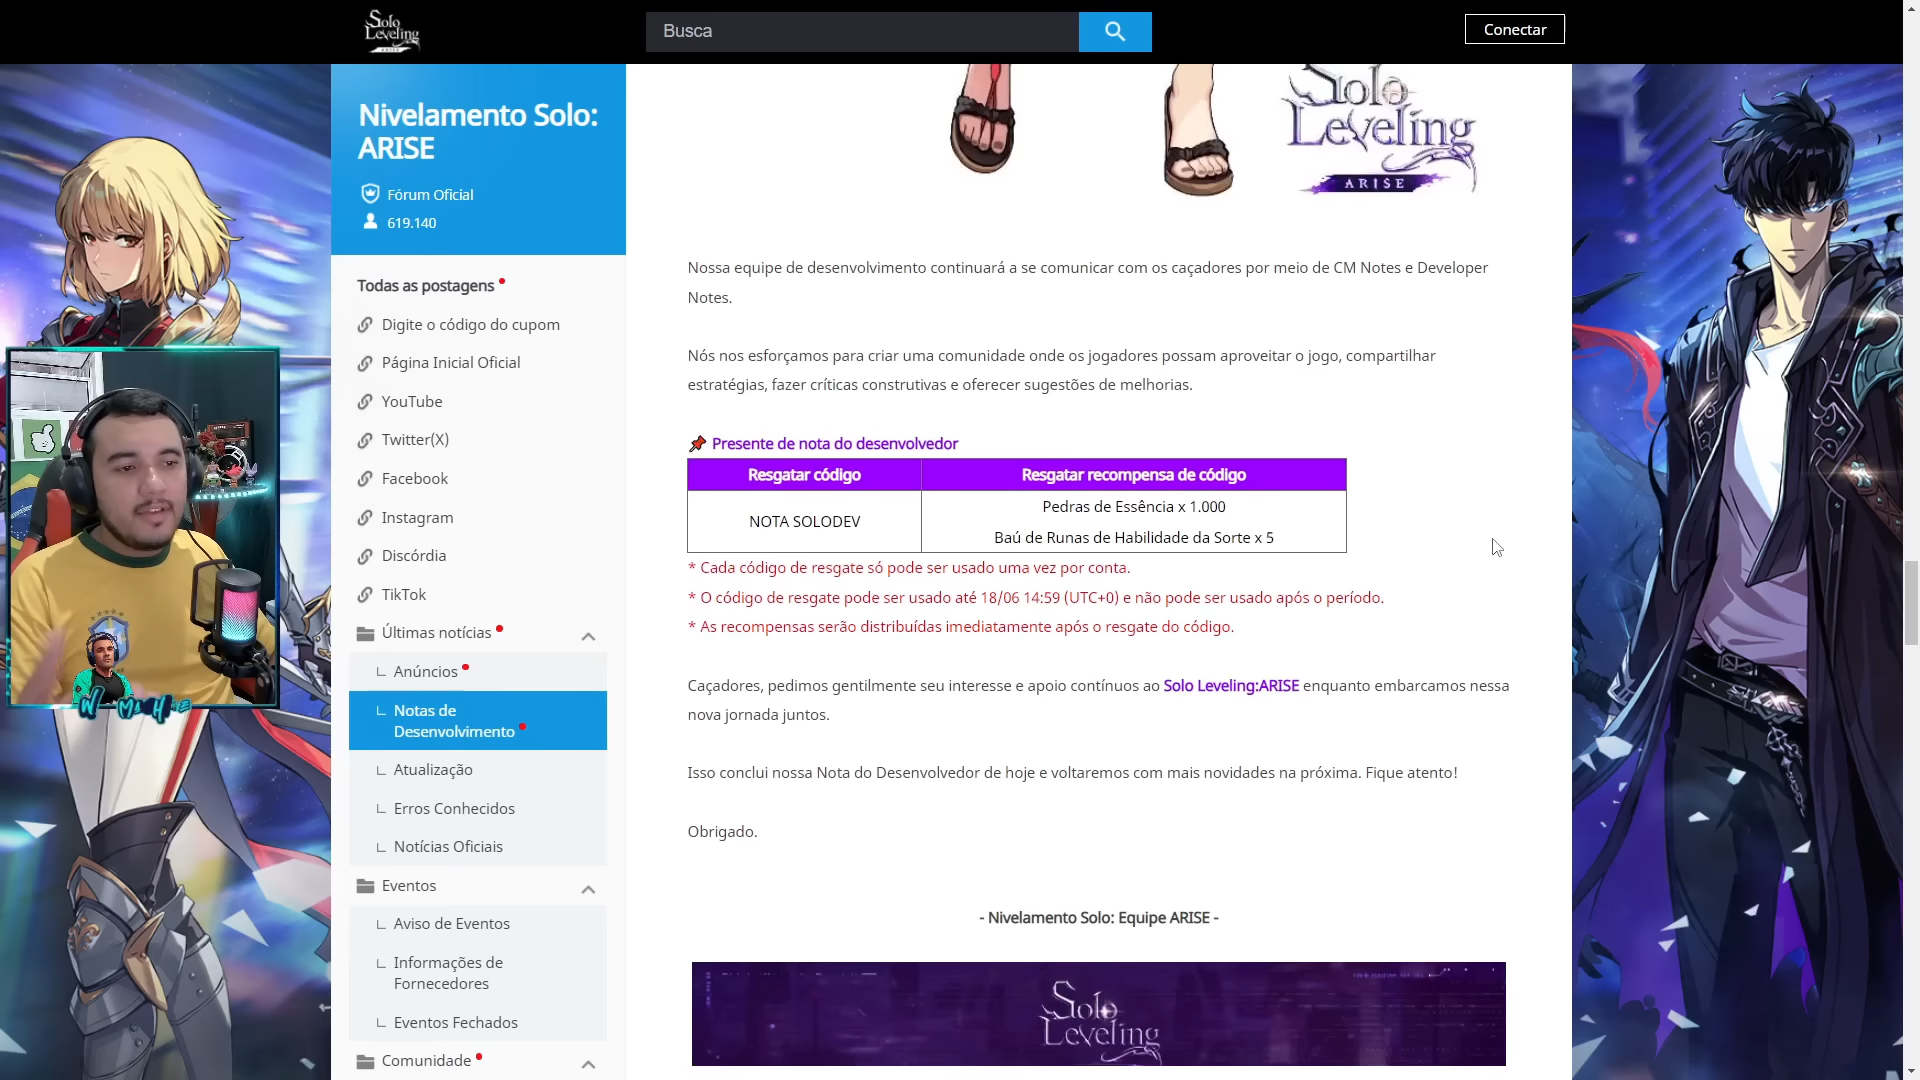 Solo Leveling
ARISE
Busca
Conectar
Nivelamento Solo:
ARISE
Fórum Oficial
619.140
Todas as postagens
Digite o código do cupom
Página Inicial Oficial
YouTube
Twitter(X)
Facebook
Instagram
Discórdia
TikTok
Últimas notícias
Anúncios
Notas de
Desenvolvimento
Atualização
Erros Conhecidos
Notícias Oficiais
Eventos
Aviso de Eventos
Informações de
Fornecedores
Eventos Fechados
Comunidade
Solo
Leveling
ARISE
Nossa equipe de desenvolvimento continuará a se comunicar com os caçadores por meio de CM Notes e Developer
Notes.
Nós nos esforçamos para criar uma comunidade onde os jogadores possam aproveitar o jogo, compartilhar
estratégias, fazer críticas construtivas e oferecer sugestões de melhorias.
Presente de nota do desenvolvedor
Resgatar código Resgatar recompensa de código
NOTA SOLODEV
Pedras de Essência x 1.000
Baú de Runas de Habilidade da Sorte x 5
* Cada código de resgate só pode ser usado uma vez por conta.
* O código de resgate pode ser usado até 18/06 14:59 (UTC+0) e não pode ser usado após o período.
* As recompensas serão distribuídas imediatamente após o resgate do código.
Caçadores, pedimos gentilmente seu interesse e apoio contínuos ao Solo Leveling:ARISE enquanto embarcamos nessa
nova jornada juntos.
Isso conclui nossa Nota do Desenvolvedor de hoje e voltaremos com mais novidades na próxima. Fique atento!
Obrigado.
- Nivelamento Solo: Equipe ARISE -
Solo
Leveling